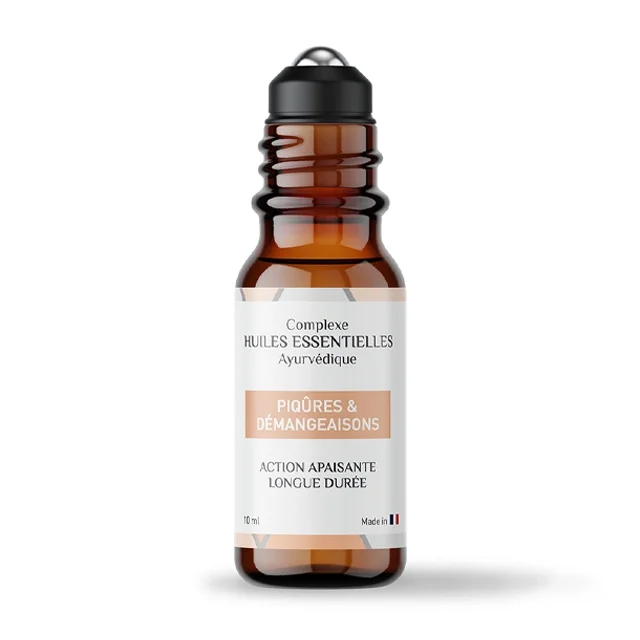 Complexe
HUILES ESSENTIELLES
Ayurvédique
PIQÛRES &
DÉMANGEAISONS
ACTION APAISANTE
LONGUE DURÉE
10 ml
Made in